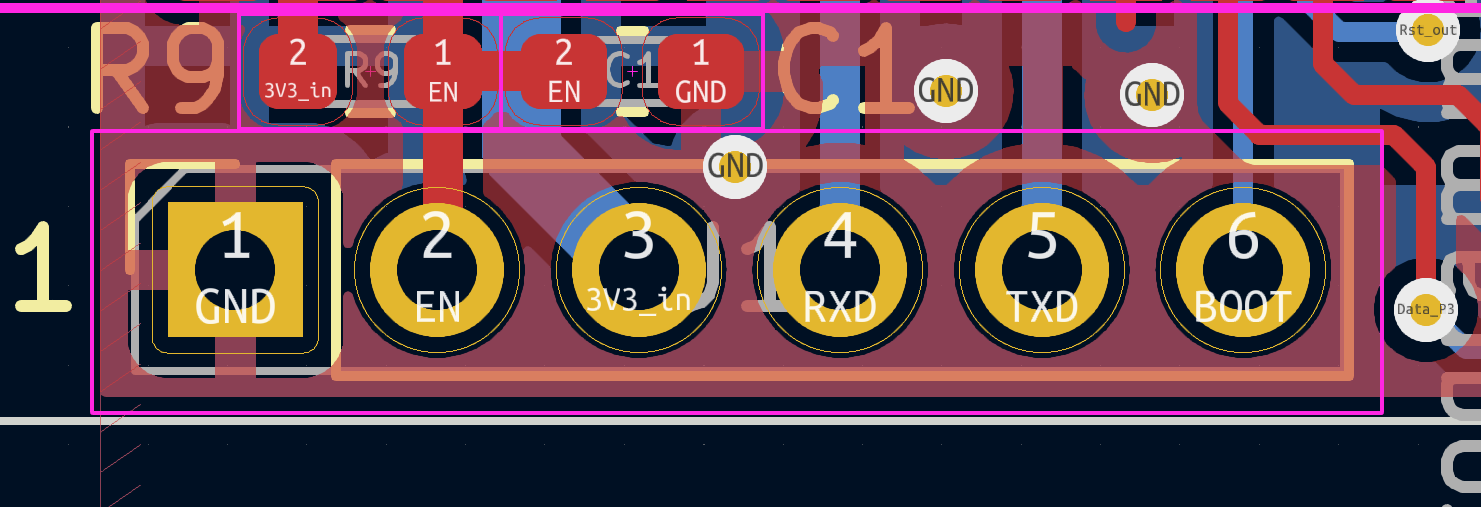 R9
2
3V3_in
R9
1
EN
2
EN
C1
1
GND
C1
GND
GND
Rst_out
GND
1
1
GND
2
EN
3
3V3_in
J1
4
RXD
5
TXD
6
BOOT
Data_P3